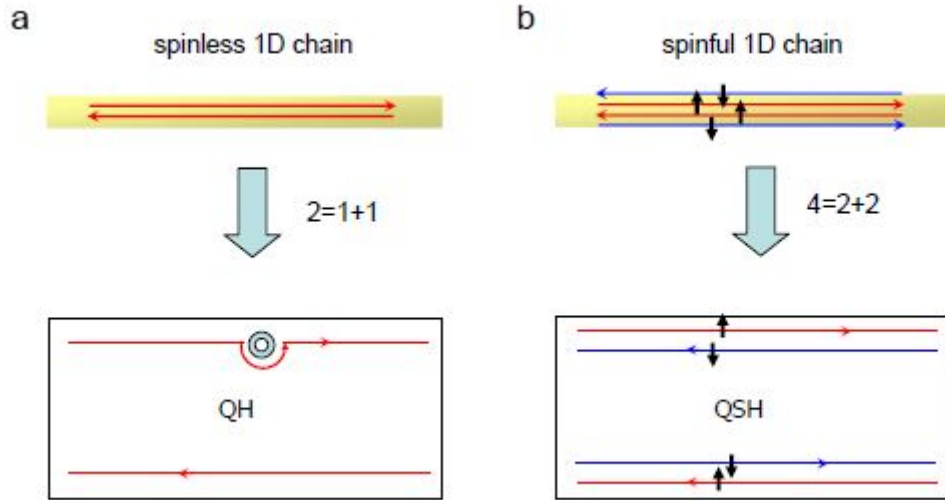 a
spinless 1D chain
2=1+1
QH
b
spinful 1D chain
4=2+2
QSH